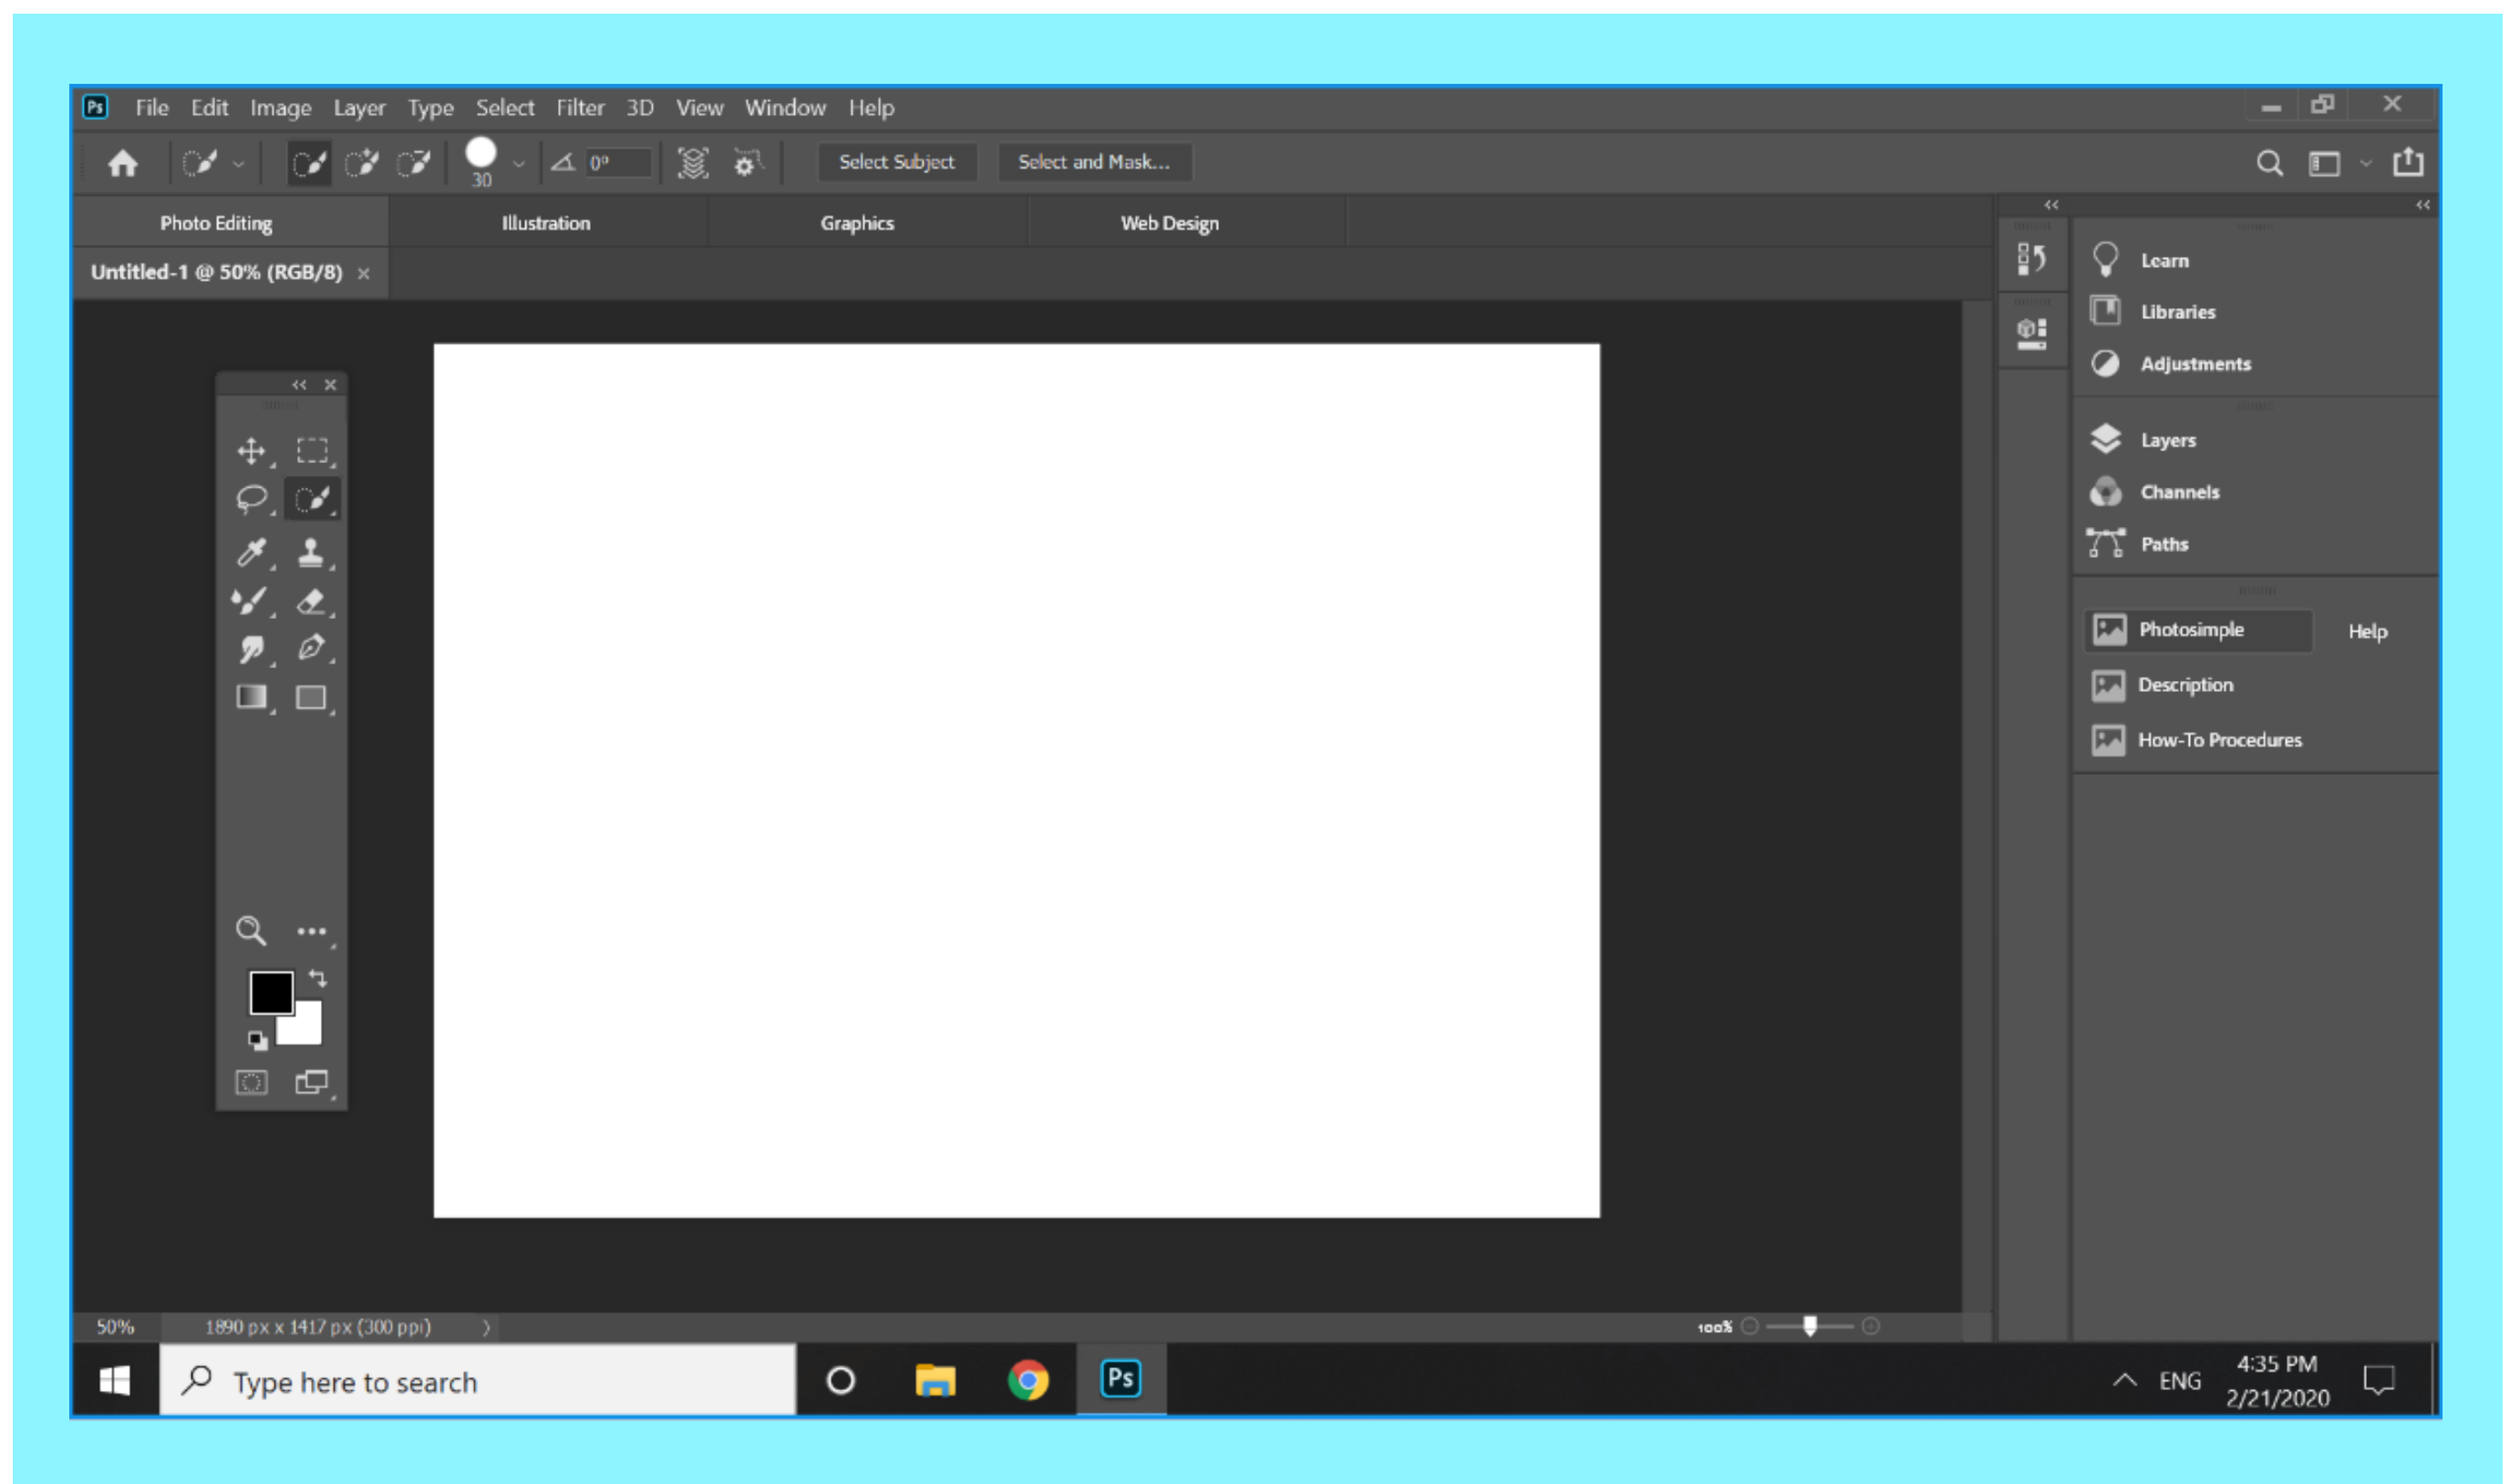 Ps File Edit Image Layer Type Select Filter 3D View Window Help
30 0° Select Subject Select and Mask...
Photo Editing Illustration Graphics Web Design
Untitled-1 @ 50% (RGB/8) ×
Learn
Libraries
Adjustments
Layers
Channels
Paths
Photosimple Help
Description
How-To Procedures
50% 1890 px x 1417 px (300 ppi) 100%
Type here to search Ps ENG 4:35 PM
2/21/2020